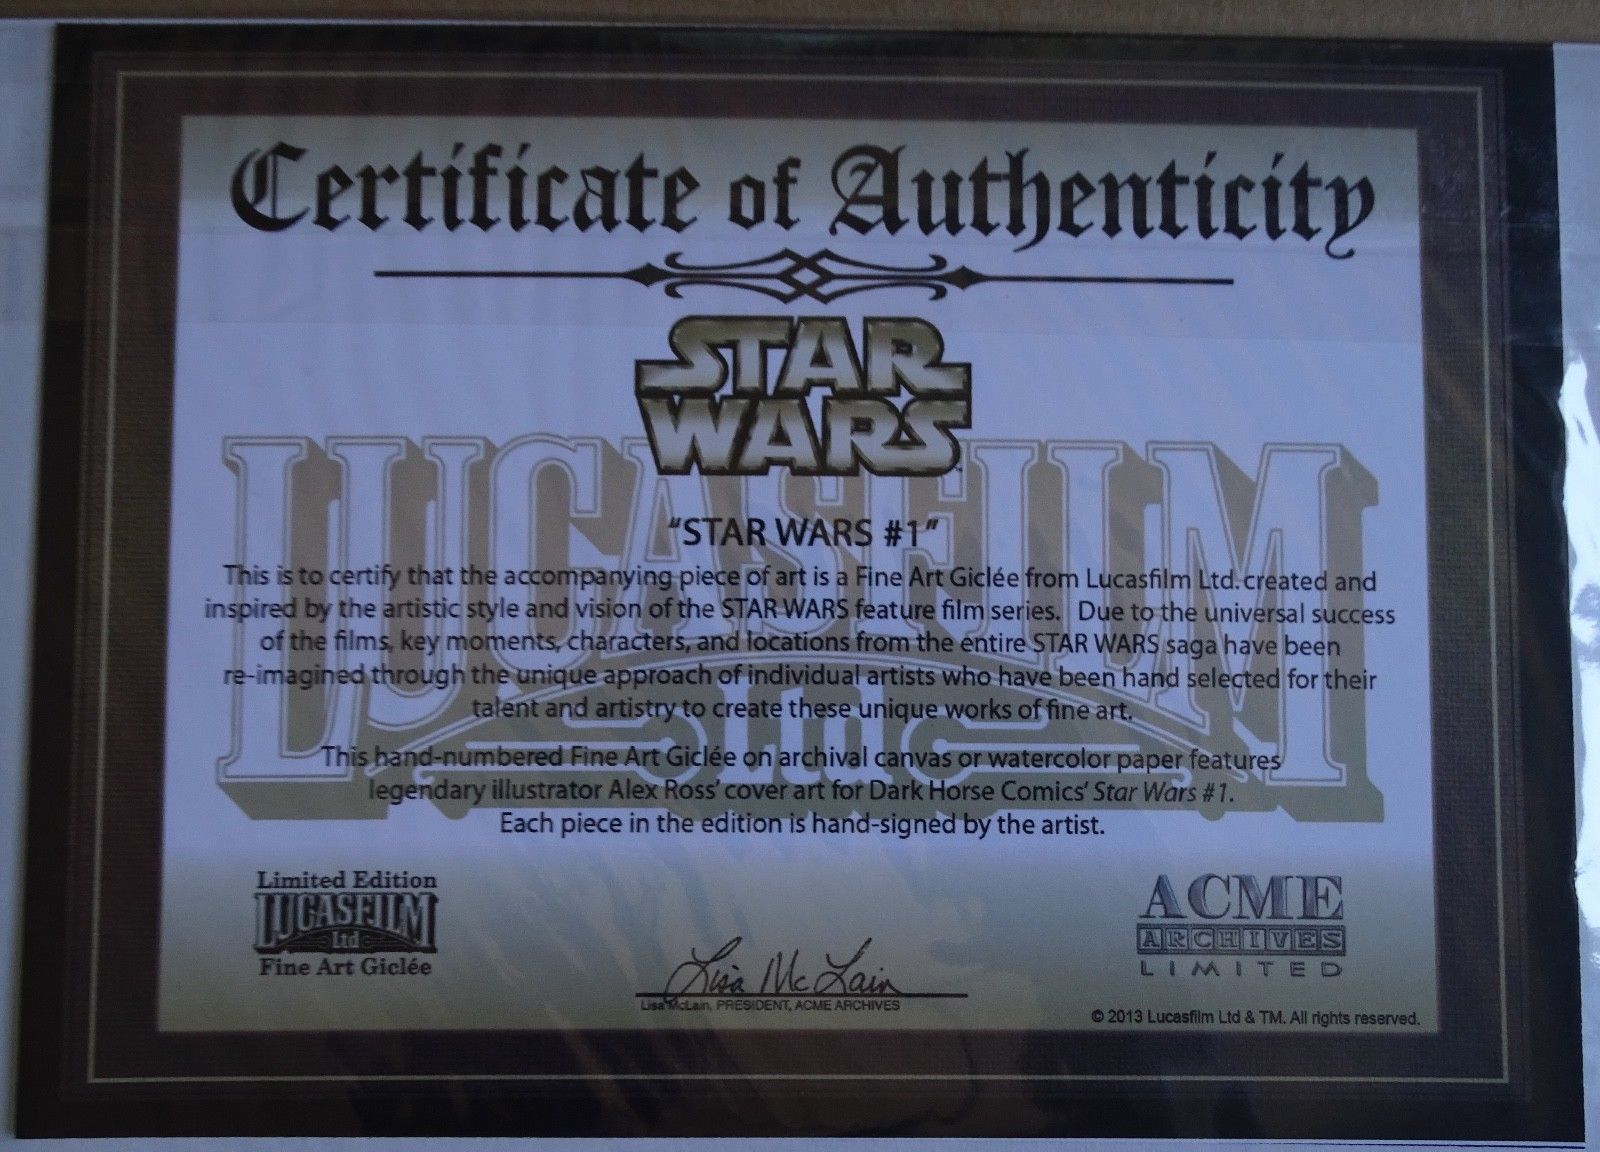 Certificate of Authenticity
STAR
WARS
LUCASFILM
Ltd
“STAR WARS #1”
This is to certify that the accompanying piece of art is a Fine Art Giclée from Lucasfilm Ltd. created and
inspired by the artistic style and vision of the STAR WARS feature film series. Due to the universal success
of the films, key moments, characters, and locations from the entire STAR WARS saga have been
re-imagined through the unique approach of individual artists who have been hand selected for their
talent and artistry to create these unique works of fine art.
This hand-numbered Fine Art Giclée on archival canvas or watercolor paper features
legendary illustrator Alex Ross’ cover art for Dark Horse Comics’ Star Wars #1.
Each piece in the edition is hand-signed by the artist.
Limited Edition
LUCASFILM
Ltd
Fine Art Giclée
Lisa McLain
Lisa McLain, PRESIDENT, ACME ARCHIVES
ACME
ARCHIVES
LIMITED
© 2013 Lucasfilm Ltd & TM. All rights reserved.